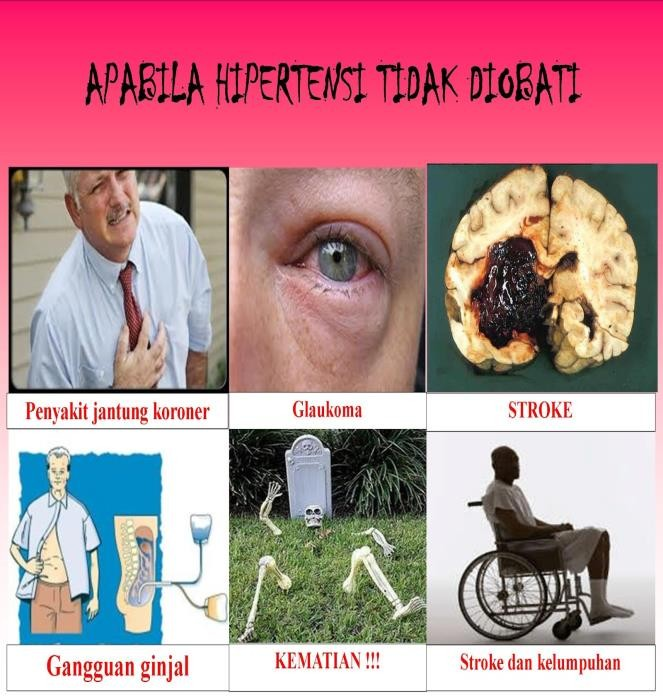 APABILA HIPERTENSI TIDAK DIOBATI
Penyakit jantung koroner
Glaukoma
STROKE
Gangguan ginjal
KEMATIAN !!!
Stroke dan kelumpuhan